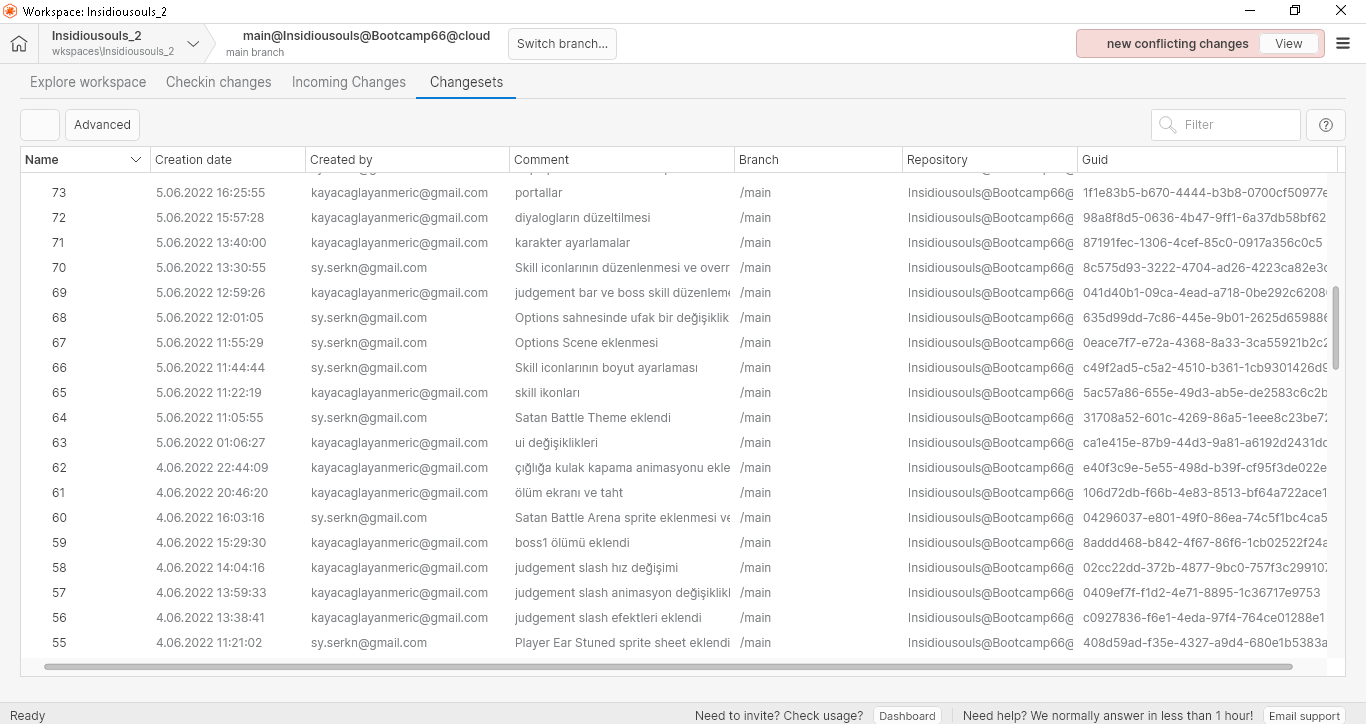 Workspace: Insidiousouls_2
Insidiousouls_2
wkspaces\Insidiousouls_2
main@Insidiousouls@Bootcamp66@cloud
main branch
Switch branch...
new conflicting changes View
Explore workspace Checkin changes Incoming Changes Changesets
Advanced Filter
Name Creation date Created by Comment Branch Repository Guid
73 5.06.2022 16:25:55 kayacaglayanmeric@gmail.com portallar /main Insidiousouls@Bootcamp66@ 1f1e83b5-b670-4444-b3b8-0700cf50977e
72 5.06.2022 15:57:28 kayacaglayanmeric@gmail.com diyalogların düzeltilmesi /main Insidiousouls@Bootcamp66@ 98a8f8d5-0636-4b47-9ff1-6a37db58bf62
71 5.06.2022 13:40:00 kayacaglayanmeric@gmail.com karakter ayarlamalar /main Insidiousouls@Bootcamp66@ 87191fec-1306-4cef-85c0-0917a356c0c5
70 5.06.2022 13:30:55 sy.serkn@gmail.com Skill iconlarının düzenlenmesi ve overr /main Insidiousouls@Bootcamp66@ 8c575d93-3222-4704-ad26-4223ca82e3c
69 5.06.2022 12:59:26 kayacaglayanmeric@gmail.com judgement bar ve boss skill düzenleme /main Insidiousouls@Bootcamp66@ 041d40b1-09ca-4ead-a718-0be292c6208
68 5.06.2022 12:01:05 sy.serkn@gmail.com Options sahnesinde ufak bir değişiklik /main Insidiousouls@Bootcamp66@ 635d99dd-7c86-445e-9b01-2625d659886
67 5.06.2022 11:55:29 sy.serkn@gmail.com Options Scene eklenmesi /main Insidiousouls@Bootcamp66@ 0eace7f7-e72a-4368-8a33-3ca55921b2c2
66 5.06.2022 11:44:44 sy.serkn@gmail.com Skill iconlarının boyut ayarlaması /main Insidiousouls@Bootcamp66@ c49f2ad5-c5a2-4510-b361-1cb9301426d9
65 5.06.2022 11:22:19 kayacaglayanmeric@gmail.com skill ikonları /main Insidiousouls@Bootcamp66@ 5ac57a86-655e-49d3-ab5e-de2583c6c2b
64 5.06.2022 11:05:55 sy.serkn@gmail.com Satan Battle Theme eklendi /main Insidiousouls@Bootcamp66@ 31708a52-601c-4269-86a5-1eee8c23be72
63 5.06.2022 01:06:27 kayacaglayanmeric@gmail.com ui değişiklikleri /main Insidiousouls@Bootcamp66@ ca1e415e-87b9-44d3-9a81-a6192d2431dc
62 4.06.2022 22:44:09 kayacaglayanmeric@gmail.com çığlığa kulak kapama animasyonu ekle /main Insidiousouls@Bootcamp66@ e40f3c9e-5e55-498d-b39f-cf95f3de022e
61 4.06.2022 20:46:20 kayacaglayanmeric@gmail.com ölüm ekranı ve taht /main Insidiousouls@Bootcamp66@ 106d72db-f66b-4e83-8513-bf64a722ace1
60 4.06.2022 16:03:16 sy.serkn@gmail.com Satan Battle Arena sprite eklenmesi ve /main Insidiousouls@Bootcamp66@ 04296037-e801-49f0-86ea-74c5f1bc4ca5
59 4.06.2022 15:29:30 kayacaglayanmeric@gmail.com boss1 ölümü eklendi /main Insidiousouls@Bootcamp66@ 8addd468-b842-4f67-86f6-1cb02522f24a
58 4.06.2022 14:04:16 kayacaglayanmeric@gmail.com judgement slash hız değişimi /main Insidiousouls@Bootcamp66@ 02cc22dd-372b-4877-9bc0-757f3c299107
57 4.06.2022 13:59:33 kayacaglayanmeric@gmail.com judgement slash animasyon değişiklikl /main Insidiousouls@Bootcamp66@ 0409ef7f-f1d2-4e71-8895-1c36717e9753
56 4.06.2022 13:38:41 kayacaglayanmeric@gmail.com judgement slash efektleri eklendi /main Insidiousouls@Bootcamp66@ c0927836-f6e1-4eda-97f4-764ce01288e1
55 4.06.2022 11:21:02 sy.serkn@gmail.com Player Ear Stuned sprite sheet eklendi /main Insidiousouls@Bootcamp66@ 408d59ad-f35e-4327-a9d4-680e1b5383a
Ready Need to invite? Check usage? Dashboard Need help? We normally answer in less than 1 hour! Email support